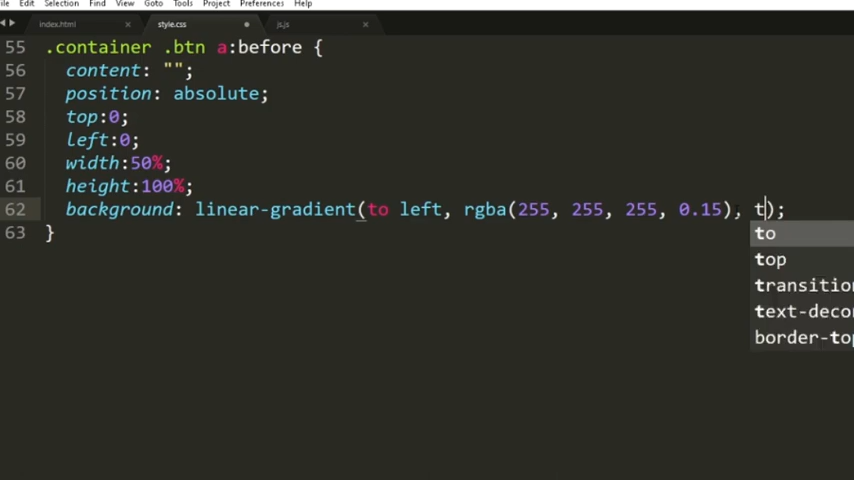 Edit Selection Find View Goto Tools Project Preferences Help
index.html × style.css js.js ×
55 .container .btn a:before {
56 content: "";
57 position: absolute;
58 top:0;
59 left:0;
60 width:50%;
61 height:100%;
62 background: linear-gradient(to left, rgba(255, 255, 255, 0.15), t);
63 }
to
top
transition
text-decor
border-to